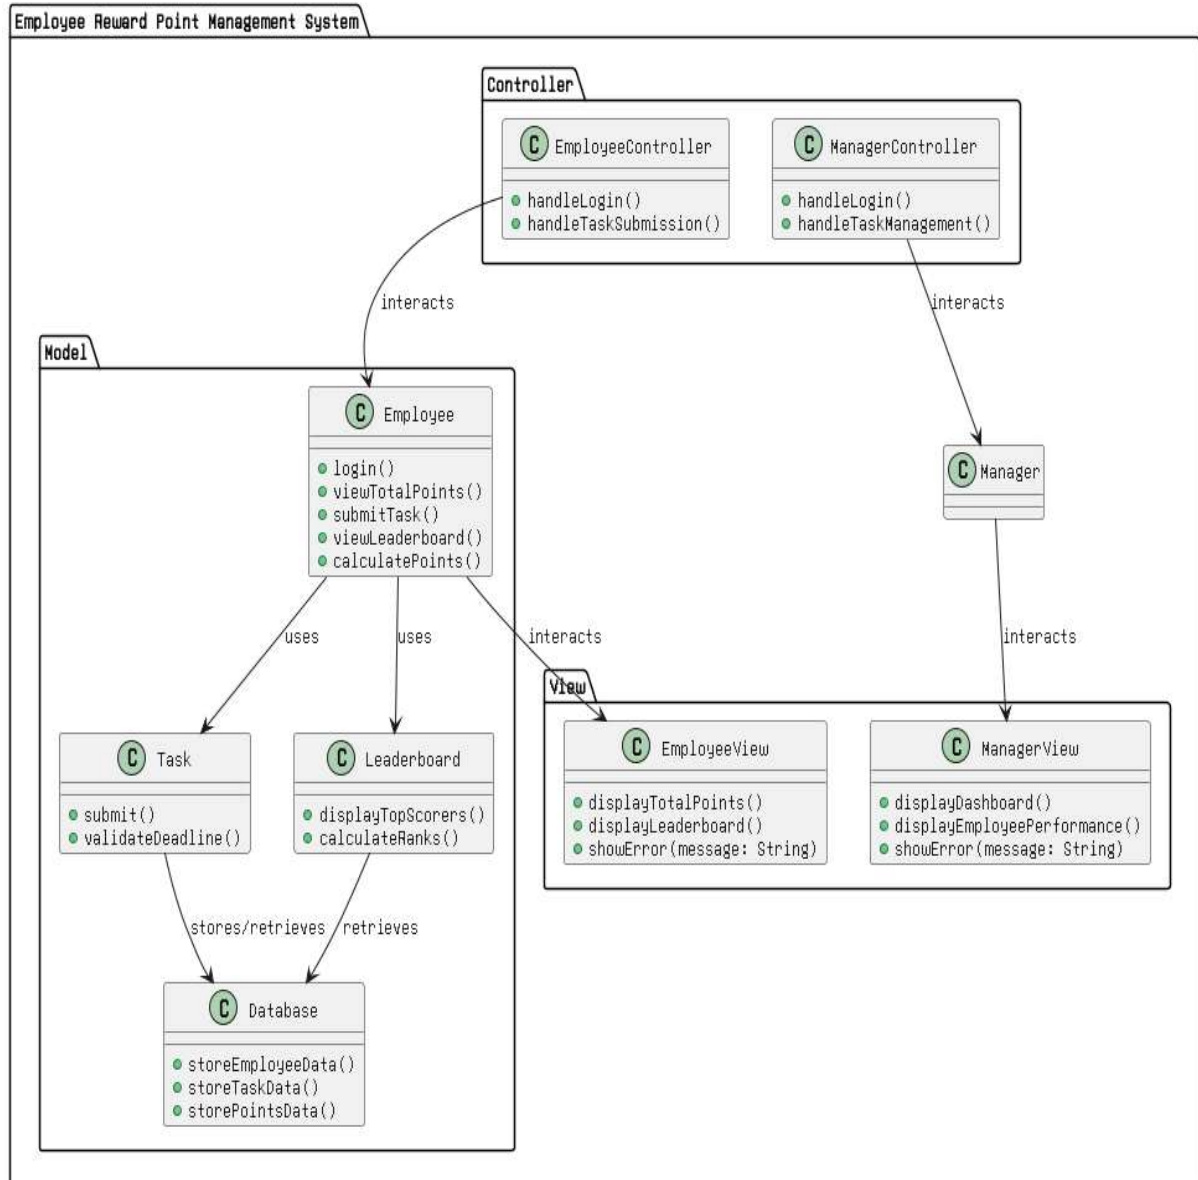 Employee Reward Point Management System
Controller
C EmployeeController
handleLogin()
handleTaskSubmission()
C ManagerController
handleLogin()
handleTaskManagement()
interacts
interacts
Model
C Employee
login()
viewTotalPoints()
submitTask()
viewLeaderboard()
calculatePoints()
C Manager
uses
uses
interacts
interacts
View
C Task
submit()
validateDeadline()
C Leaderboard
displayTopScorers()
calculateRanks()
C EmployeeView
displayTotalPoints()
displayLeaderboard()
showError(message: String)
C ManagerView
displayDashboard()
displayEmployeePerformance()
showError(message: String)
stores/retrieves
retrieves
C Database
storeEmployeeData()
storeTaskData()
storePointsData()